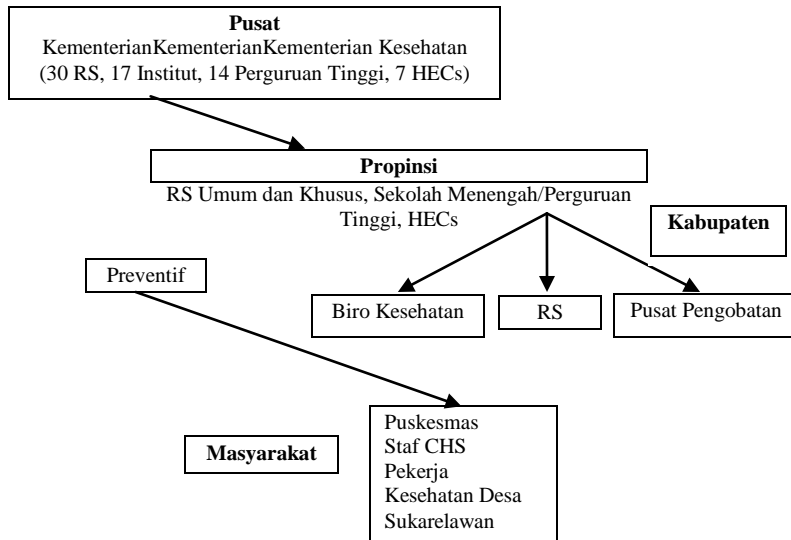 Pusat
KementerianKementerianKementerian Kesehatan
(30 RS, 17 Institut, 14 Perguruan Tinggi, 7 HECs)
Propinsi
RS Umum dan Khusus, Sekolah Menengah/Perguruan
Tinggi, HECs
Kabupaten
Preventif
Biro Kesehatan
RS
Pusat Pengobatan
Masyarakat
Puskesmas
Staf CHS
Pekerja
Kesehatan Desa
Sukarelawan